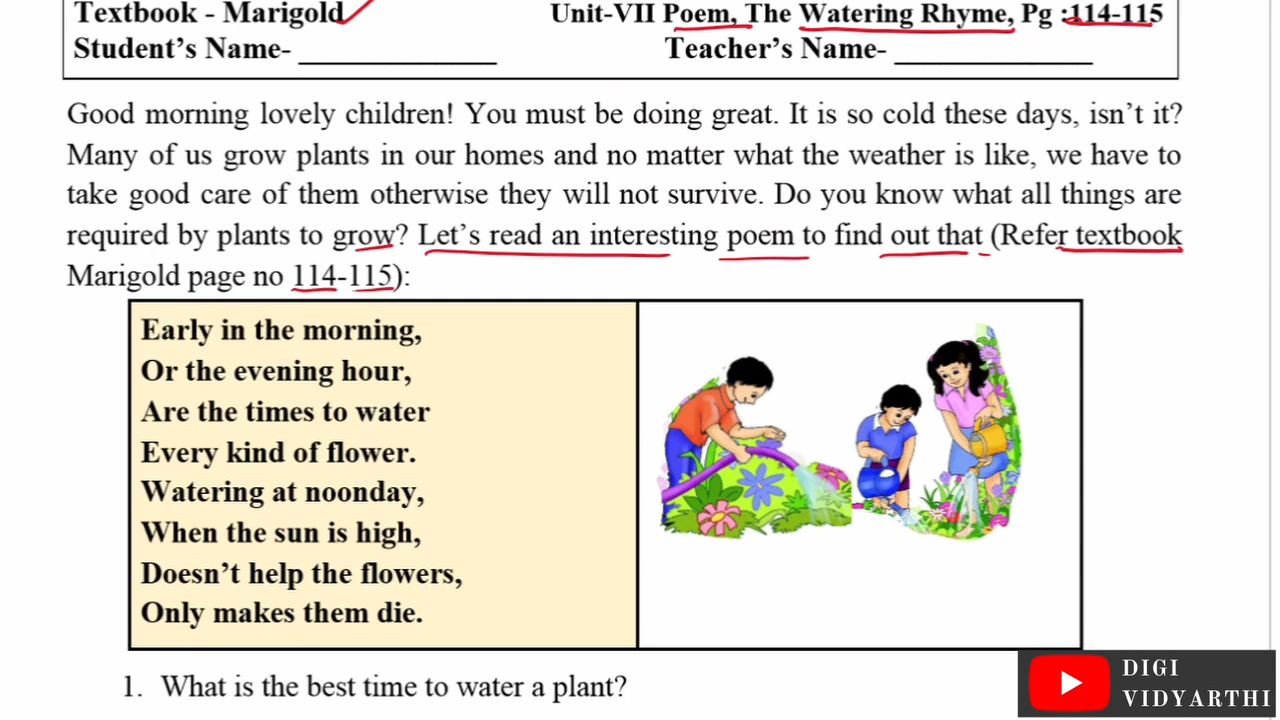 Textbook - Marigold
Unit-VII Poem, The Watering Rhyme, Pg :114-115
Student's Name- ______________
Teacher's Name- ______________
Good morning lovely children! You must be doing great. It is so cold these days, isn't it?
Many of us grow plants in our homes and no matter what the weather is like, we have to
take good care of them otherwise they will not survive. Do you know what all things are
required by plants to grow? Let's read an interesting poem to find out that (Refer textbook
Marigold page no 114-115):
Early in the morning,
Or the evening hour,
Are the times to water
Every kind of flower.
Watering at noonday,
When the sun is high,
Doesn't help the flowers,
Only makes them die.
1. What is the best time to water a plant?
DIGI
VIDYARTHI